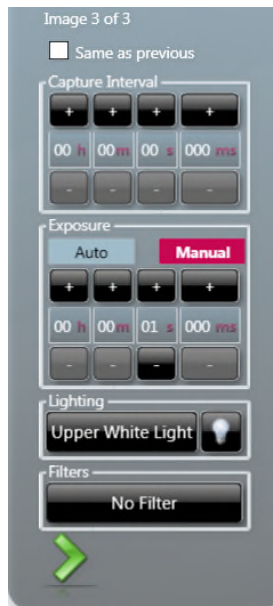 Image 3 of 3
Same as previous
Capture Interval
+ + + +
00 h 00 m 00 s 000 ms
- - - -
Exposure
Auto Manual
+ + + +
00 h 00 m 01 s 000 ms
- - - -
Lighting
Upper White Light
Filters
No Filter